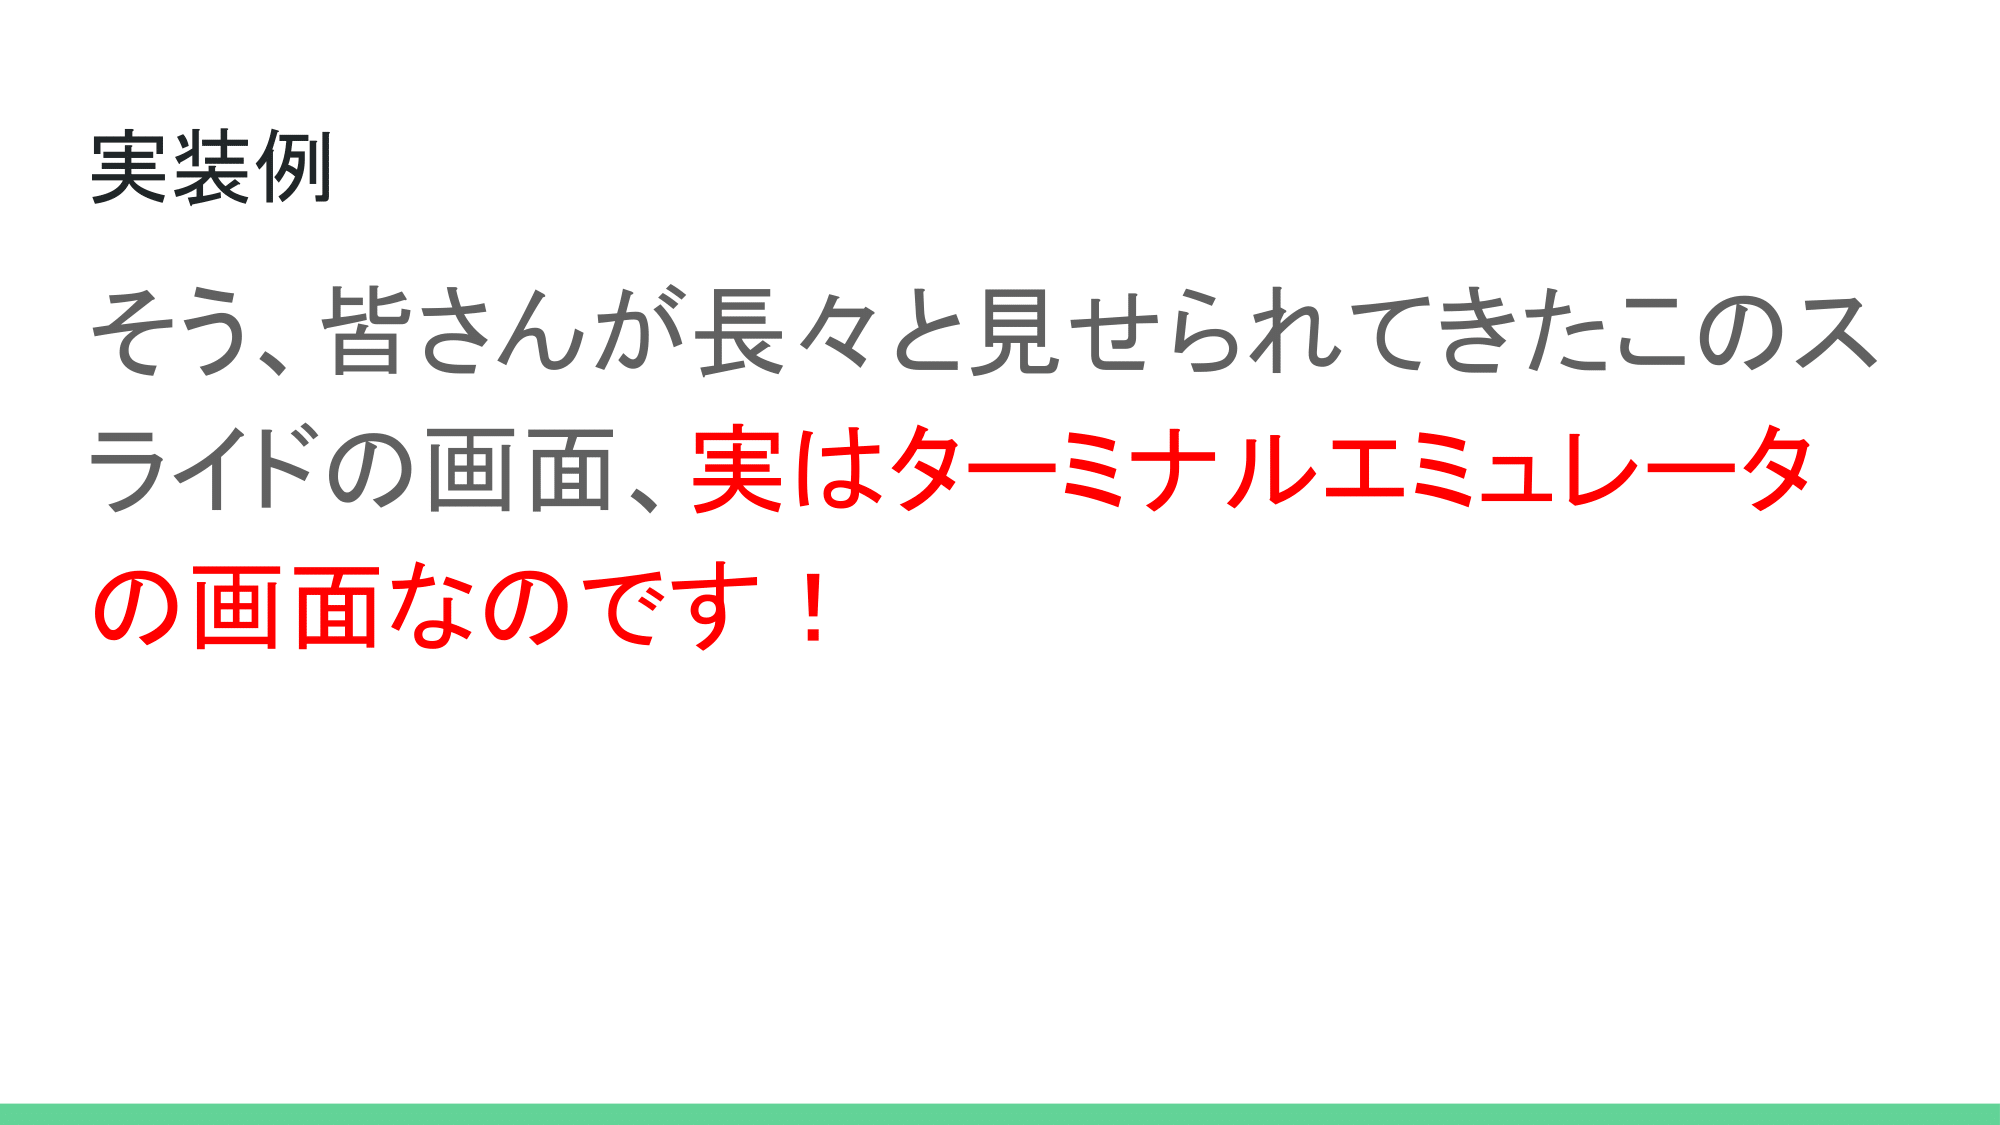 実装例
そう、皆さんが長々と見せられてきたこのス
ライドの画面、実はターミナルエミュレータ
の画面なのです！